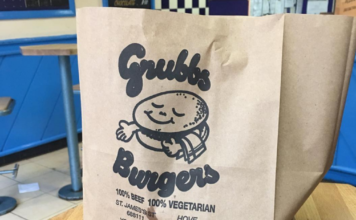 Grubbs
Burgers
100% BEEF 100% VEGETARIAN
ST. JAMES'S
HOVE